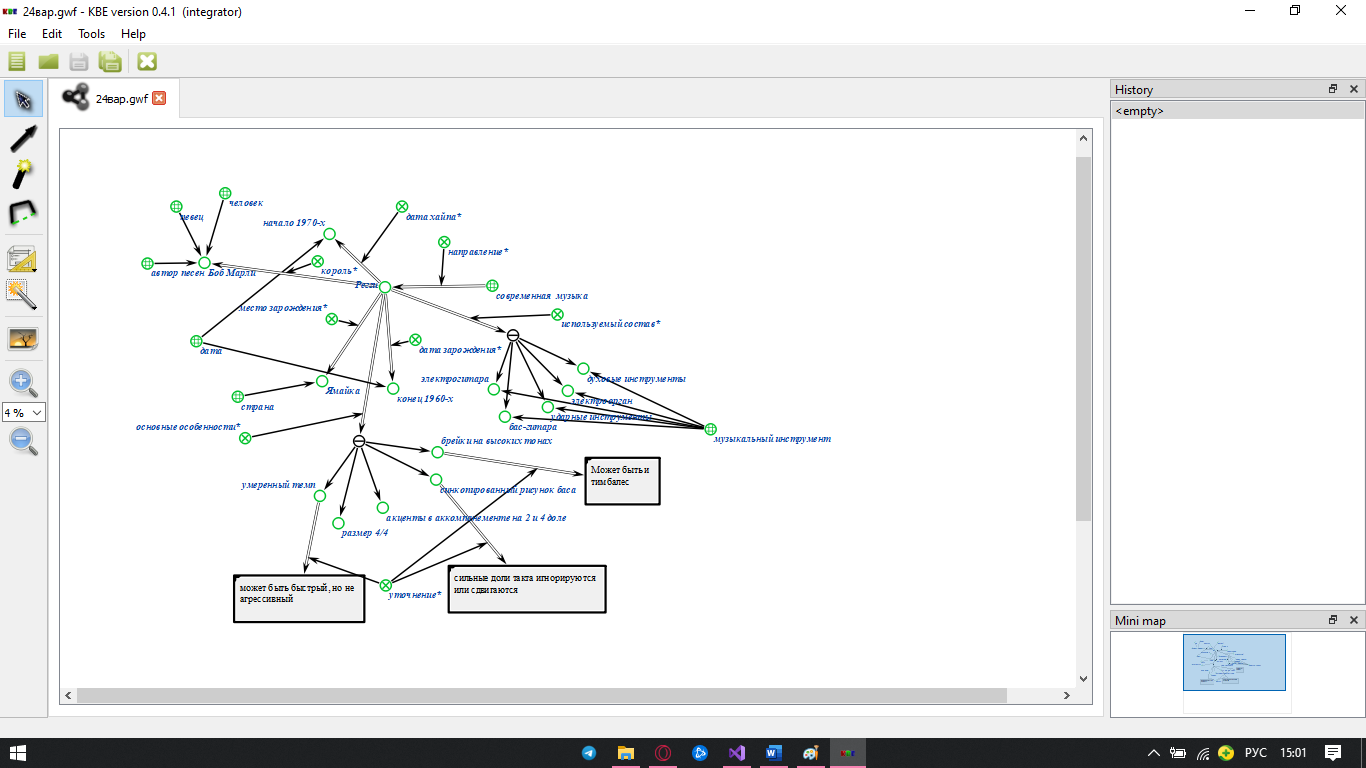 24вар.gwf - KBE version 0.4.1 (integrator)
File Edit Tools Help
24вар.gwf
History
<empty>
певец
человек
начало 1970-х
дата хайпа*
направление*
автор песен
Боб Марли
король*
Регги
современная музыка
место зарождения*
используемый состав*
дата
дата зарождения*
электрогитара
духовые инструменты
Ямайка
конец 1960-х
электроорган
страна
ударные инструменты
основные особенности*
бас-гитара
музыкальный инструмент
4 %
брейки на высоких тонах
Может быть и
тимбалес
умеренный темп
синкопированный рисунок баса
акценты в аккомпанементе на 2 и 4 доле
размер 4/4
может быть быстрый, но не
агрессивный
уточнение*
сильные доли такта игнорируются
или сдвигаются
Mini map
РУС 15:01